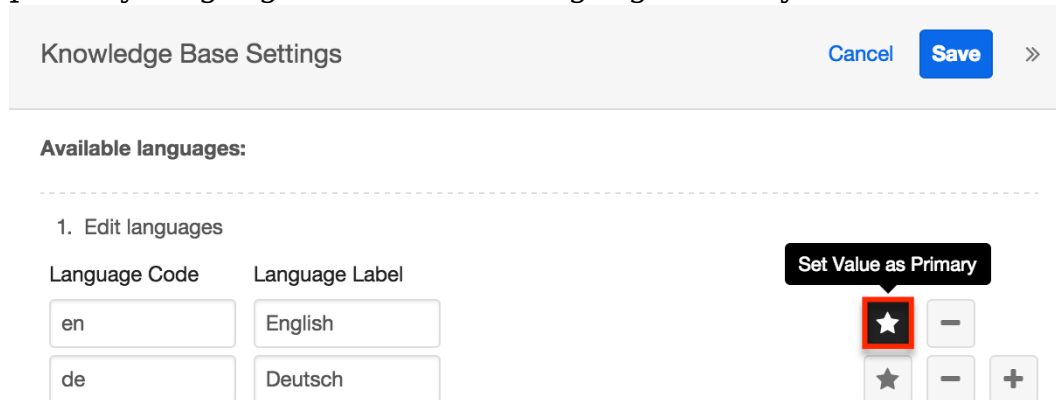 Knowledge Base Settings Cancel Save »
Available languages:
1. Edit languages
Language Code Language Label Set Value as Primary
en English
de Deutsch